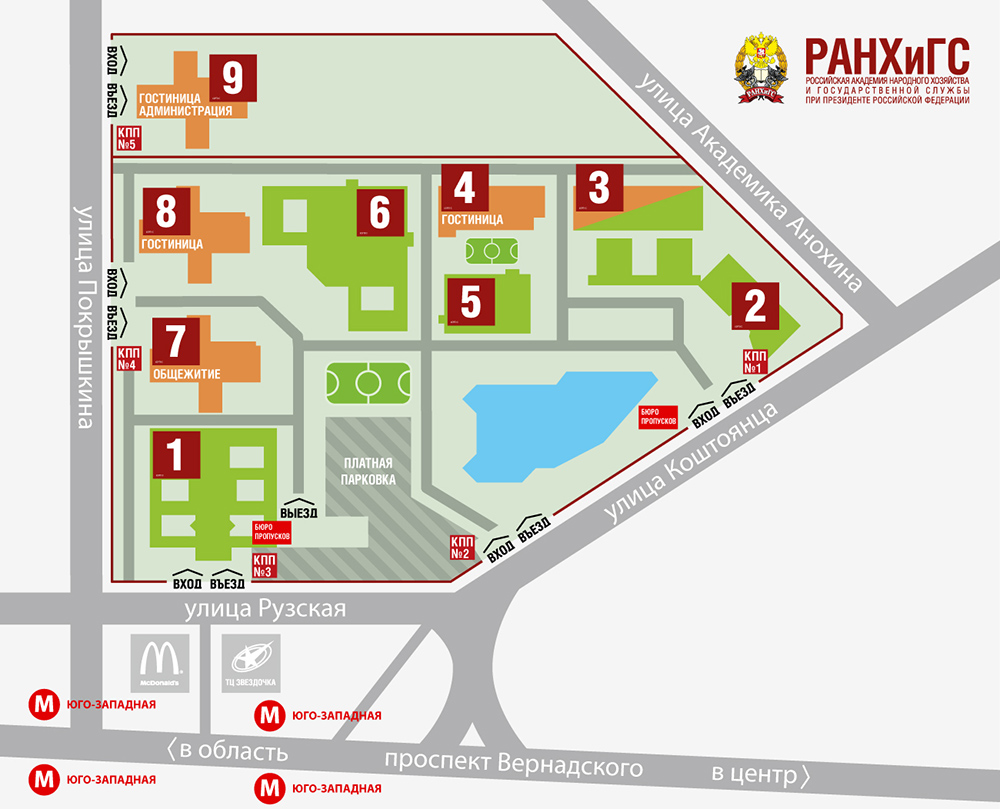 РАНХиГС
РОССИЙСКАЯ АКАДЕМИЯ НАРОДНОГО ХОЗЯЙСТВА
И ГОСУДАРСТВЕННОЙ СЛУЖБЫ
ПРИ ПРЕЗИДЕНТЕ РОССИЙСКОЙ ФЕДЕРАЦИИ
РАНХиГС
ВХОД
ВЪЕЗД
9
ГОСТИНИЦА
АДМИНИСТРАЦИЯ
КПП
№5
улица Академика Анохина
8
ГОСТИНИЦА
6
4
ГОСТИНИЦА
3
улица Покрышкина
ВХОД
ВЪЕЗД
5
2
7
ОБЩЕЖИТИЕ
КПП
№4
КПП
№1
ВХОД
ВЪЕЗД
БЮРО
ПРОПУСКОВ
улица Коштоянца
1
ПЛАТНАЯ
ПАРКОВКА
ВЫЕЗД
БЮРО
ПРОПУСКОВ
КПП
№2
ВХОД
ВЪЕЗД
КПП
№3
ВХОД
ВЪЕЗД
улица Рузская
McDonald's
ТЦ ЗВЕЗДОЧКА
М ЮГО-ЗАПАДНАЯ
М ЮГО-ЗАПАДНАЯ
в область
проспект Вернадского
в центр
М ЮГО-ЗАПАДНАЯ
М ЮГО-ЗАПАДНАЯ